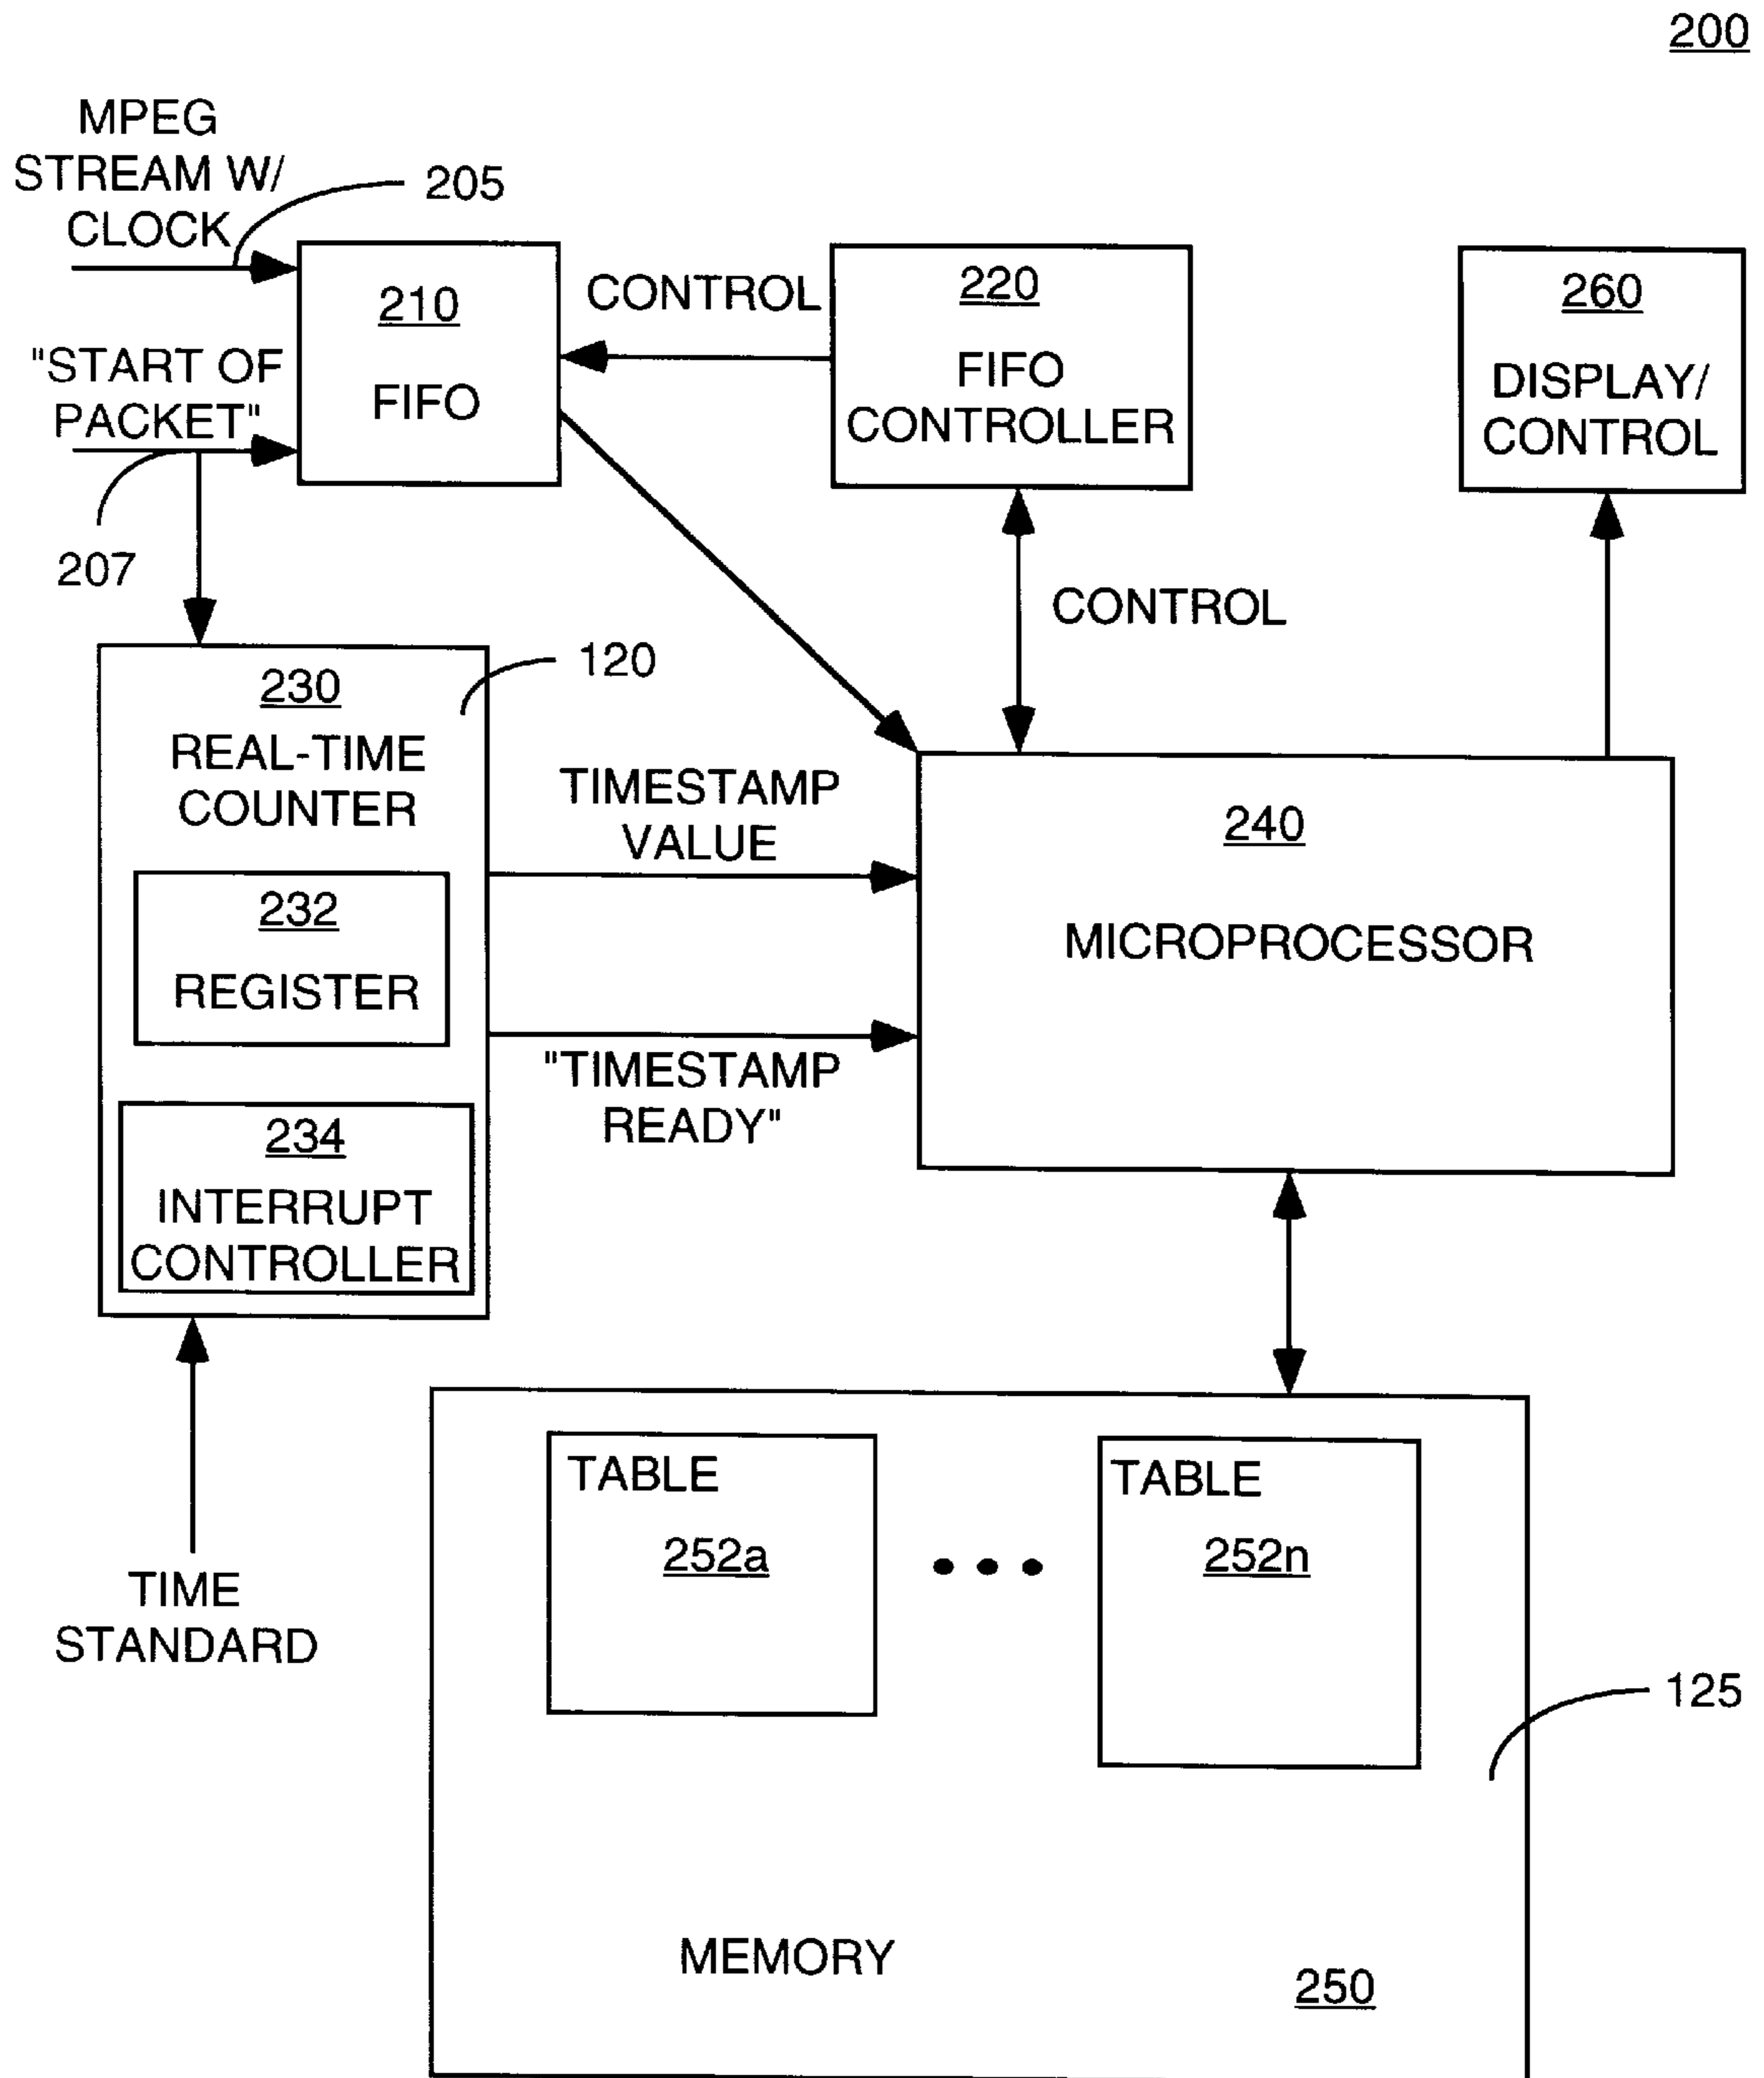 200
MPEG
STREAM W/
CLOCK
205
"START OF
PACKET"
207
210
FIFO
CONTROL
220
FIFO
CONTROLLER
260
DISPLAY/
CONTROL
CONTROL
120
230
REAL-TIME
COUNTER
232
REGISTER
234
INTERRUPT
CONTROLLER
TIMESTAMP
VALUE
"TIMESTAMP
READY"
240
MICROPROCESSOR
TIME
STANDARD
TABLE
252a
• • •
TABLE
252n
125
MEMORY
250